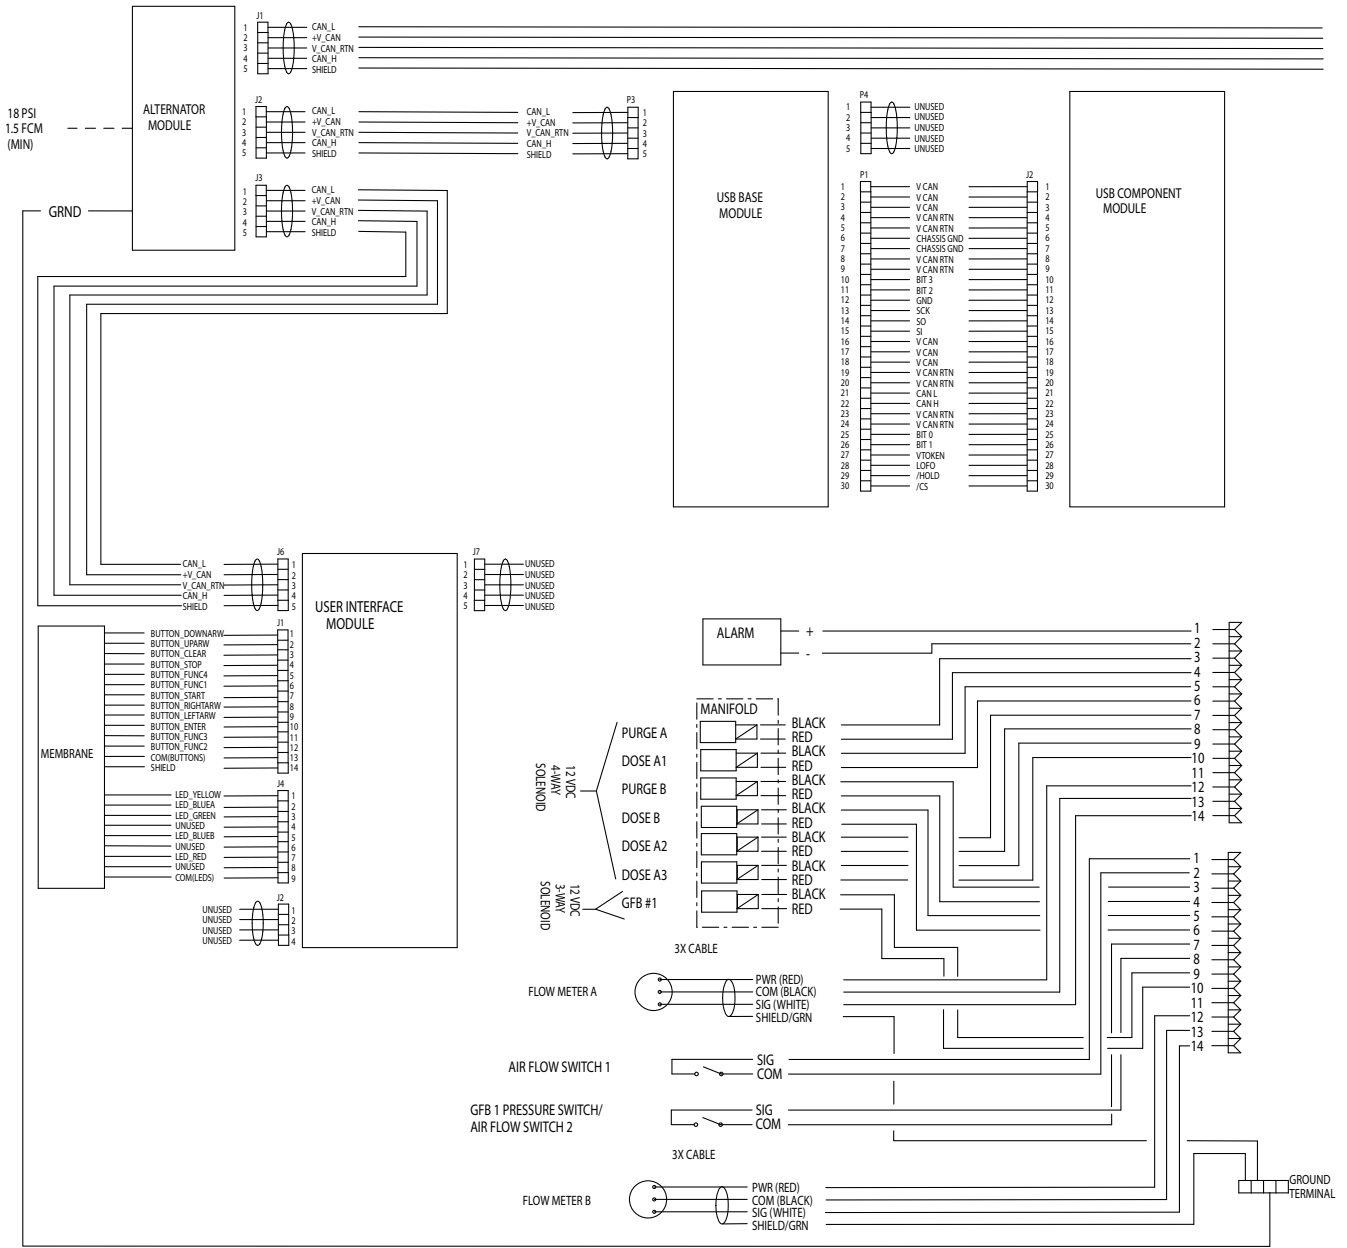 J1
1 CAN_L
2 +V_CAN
3 V_CAN_RTN
4 CAN_H
5 SHIELD
ALTERNATOR
MODULE
18 PSI
1.5 FCM
(MIN)
J2
1 CAN_L
2 +V_CAN
3 V_CAN_RTN
4 CAN_H
5 SHIELD
P3
CAN_L 1
+V_CAN 2
V_CAN_RTN 3
CAN_H 4
SHIELD 5
J3
1 CAN_L
2 +V_CAN
3 V_CAN_RTN
4 CAN_H
5 SHIELD
GRND
USB BASE
MODULE
P4
1 UNUSED
2 UNUSED
3 UNUSED
4 UNUSED
5 UNUSED
USB COMPONENT
MODULE
P1 J2
1 V CAN 1
2 V CAN 2
3 V CAN 3
4 V CAN RTN 4
5 V CAN RTN 5
6 CHASSIS GND 6
7 CHASSIS GND 7
8 V CAN RTN 8
9 V CAN RTN 9
10 BIT 3 10
11 BIT 2 11
12 GND 12
13 SCK 13
14 SO 14
15 SI 15
16 V CAN 16
17 V CAN 17
18 V CAN 18
19 V CAN RTN 19
20 V CAN RTN 20
21 CAN L 21
22 CAN H 22
23 V CAN RTN 23
24 V CAN RTN 24
25 BIT 0 25
26 BIT 1 26
27 VTOKEN 27
28 LOFO 28
29 /HOLD 29
30 /CS 30
J6
CAN_L 1
+V_CAN 2
V_CAN_RTN 3
CAN_H 4
SHIELD 5
USER INTERFACE
MODULE
J7
1 UNUSED
2 UNUSED
3 UNUSED
4 UNUSED
5 UNUSED
MEMBRANE
J1
BUTTON_DOWNARW 1
BUTTON_UPARW 2
BUTTON_CLEAR 3
BUTTON_STOP 4
BUTTON_FUNC4 5
BUTTON_FUNC1 6
BUTTON_START 7
BUTTON_RIGHTARW 8
BUTTON_LEFTARW 9
BUTTON_ENTER 10
BUTTON_FUNC3 11
BUTTON_FUNC2 12
COM(BUTTONS) 13
SHIELD 14
J4
LED_YELLOW 1
LED_BLUEA 2
LED_GREEN 3
UNUSED 4
LED_BLUEB 5
UNUSED 6
LED_RED 7
UNUSED 8
COM(LEDS) 9
J2
UNUSED 1
UNUSED 2
UNUSED 3
UNUSED 4
ALARM
+
-
MANIFOLD
12 VDC
4-WAY
SOLENOID
PURGE A
BLACK
RED
DOSE A1
BLACK
RED
PURGE B
BLACK
RED
DOSE B
BLACK
RED
DOSE A2
BLACK
RED
DOSE A3
BLACK
RED
12 VDC
3-WAY
SOLENOID
GFB #1
BLACK
RED
1
2
3
4
5
6
7
8
9
10
11
12
13
14
1
2
3
4
5
6
7
8
9
10
11
12
13
14
3X CABLE
FLOW METER A
PWR (RED)
COM (BLACK)
SIG (WHITE)
SHIELD/GRN
AIR FLOW SWITCH 1
SIG
COM
GFB 1 PRESSURE SWITCH/
AIR FLOW SWITCH 2
SIG
COM
3X CABLE
FLOW METER B
PWR (RED)
COM (BLACK)
SIG (WHITE)
SHIELD/GRN
GROUND
TERMINAL